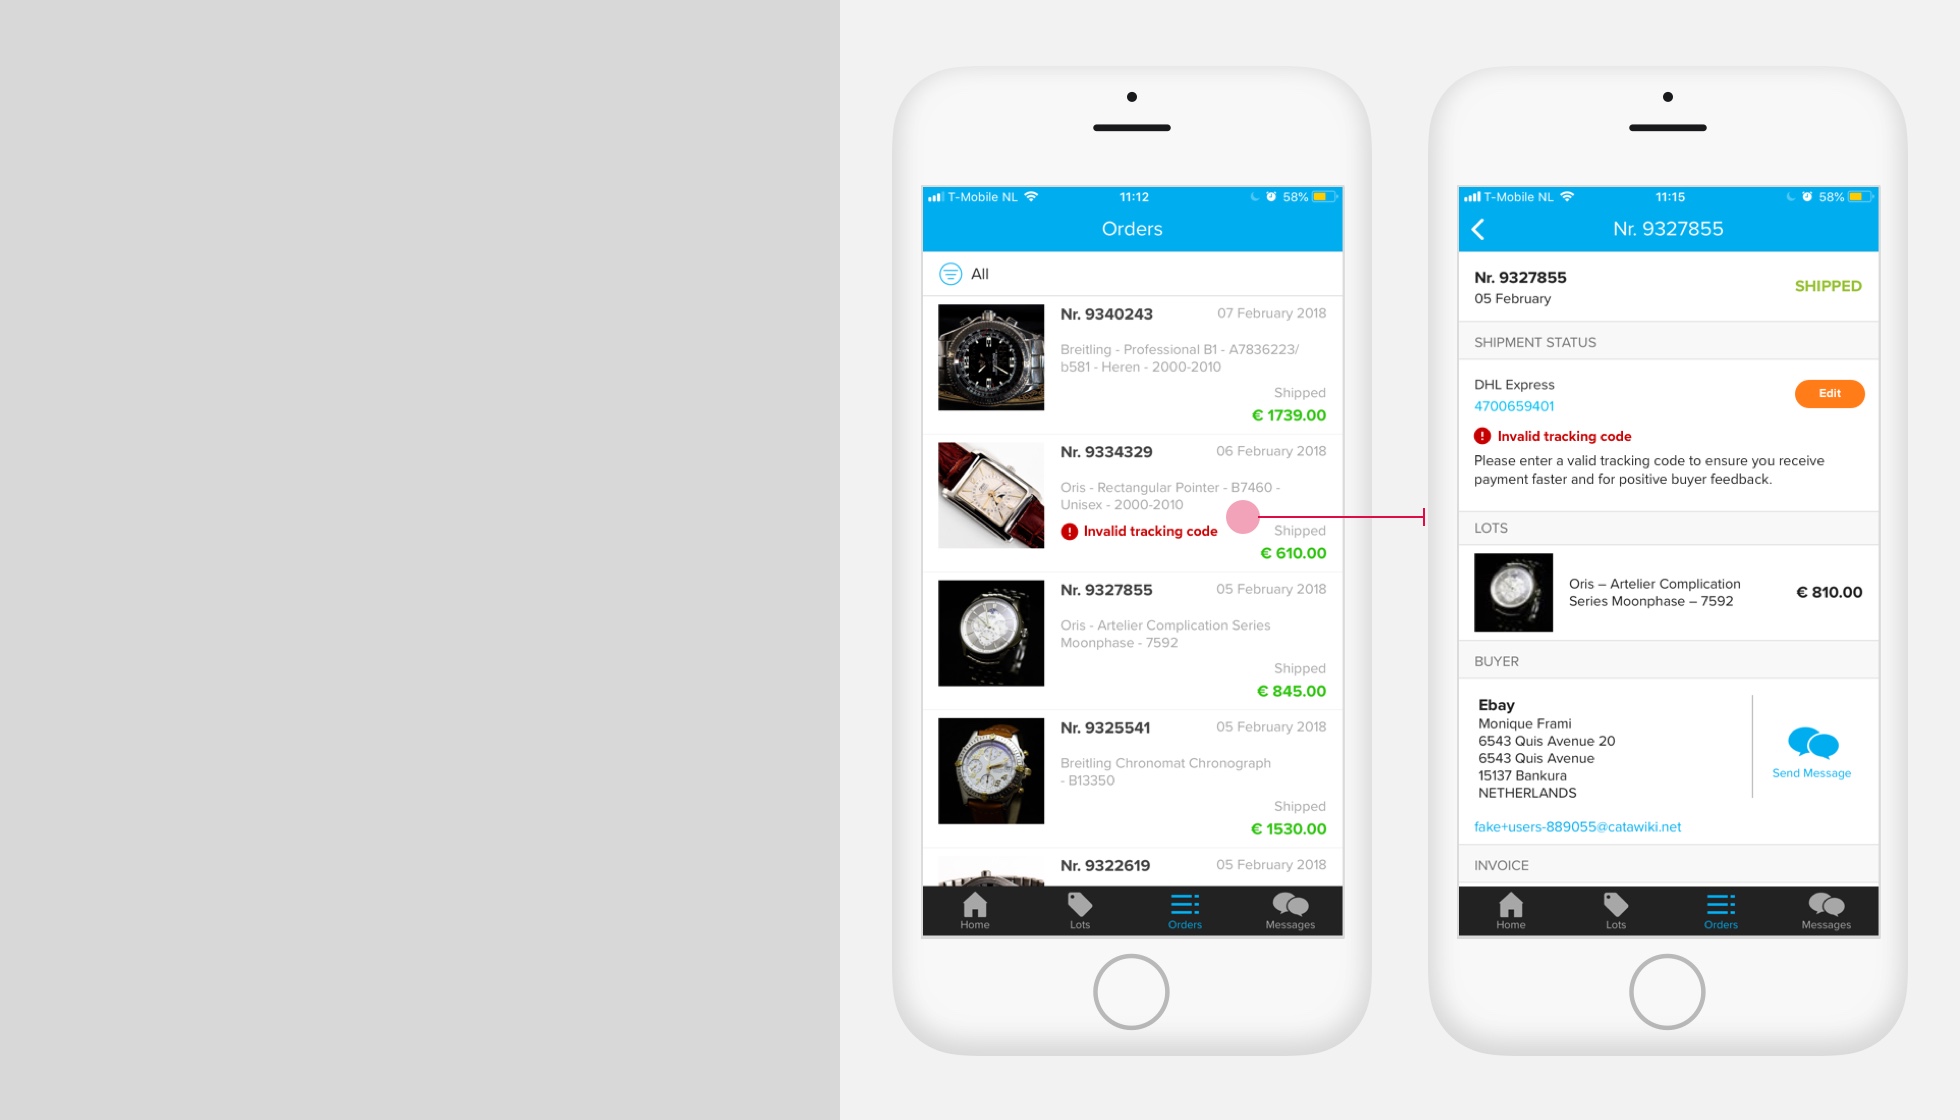 T-Mobile NL
11:12
58%
Orders
All
Nr. 9340243
07 February 2018
Breitling - Professional B1 - A7836223/
b581 - Heren - 2000-2010
Shipped
€ 1739.00
Nr. 9334329
06 February 2018
Oris - Rectangular Pointer - B7460 -
Unisex - 2000-2010
Invalid tracking code
Shipped
€ 610.00
Nr. 9327855
05 February 2018
Oris - Artelier Complication Series
Moonphase - 7592
Shipped
€ 845.00
Nr. 9325541
05 February 2018
Breitling Chronomat Chronograph
- B13350
Shipped
€ 1530.00
Nr. 9322619
05 February 2018
Home
Lots
Orders
Messages
T-Mobile NL
11:15
58%
Nr. 9327855
Nr. 9327855
05 February
SHIPPED
SHIPMENT STATUS
DHL Express
4700659401
Edit
Invalid tracking code
Please enter a valid tracking code to ensure you receive
payment faster and for positive buyer feedback.
LOTS
Oris – Artelier Complication
Series Moonphase – 7592
€ 810.00
BUYER
Ebay
Monique Frami
6543 Quis Avenue 20
6543 Quis Avenue
15137 Bankura
NETHERLANDS
Send Message
fake+users-889055@catawiki.net
INVOICE
Home
Lots
Orders
Messages